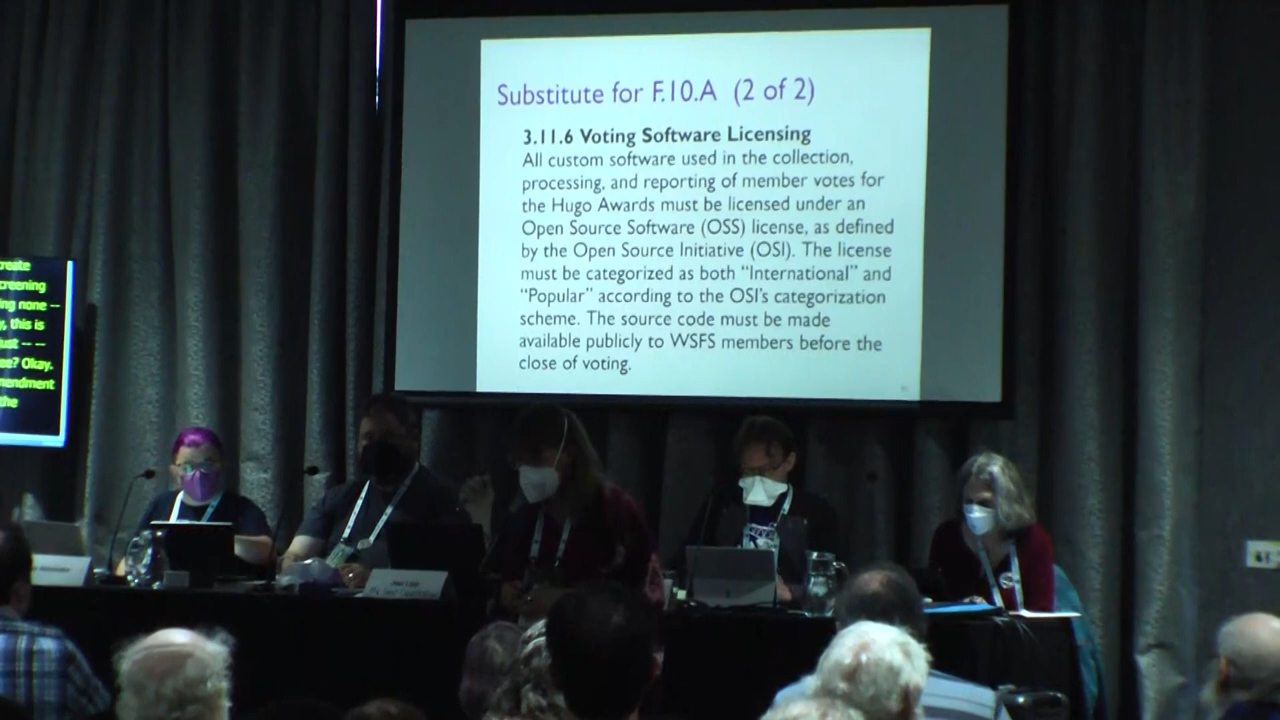 Substitute for F.10.A (2 of 2)
3.11.6 Voting Software Licensing
All custom software used in the collection,
processing, and reporting of member votes for
the Hugo Awards must be licensed under an
Open Source Software (OSS) license, as defined
by the Open Source Initiative (OSI). The license
must be categorized as both “International” and
“Popular” according to the OSI's categorization
scheme. The source code must be made
available publicly to WSFS members before the
close of voting.
create
creening
ng none --
, this is
ust -- --
ee? Okay.
mendment
the